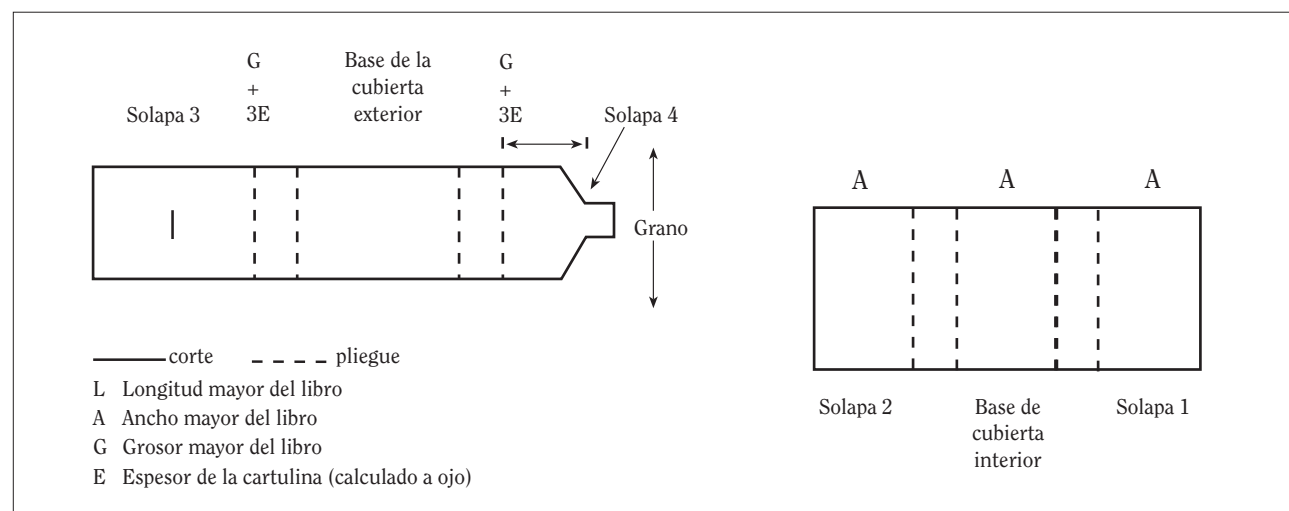 G
+
3E
Base de la
cubierta
exterior
G
+
3E
Solapa 3
Solapa 4
Grano
A A A
corte pliegue
L Longitud mayor del libro
A Ancho mayor del libro
G Grosor mayor del libro
E Espesor de la cartulina (calculado a ojo)
Solapa 2
Base de
cubierta
interior
Solapa 1